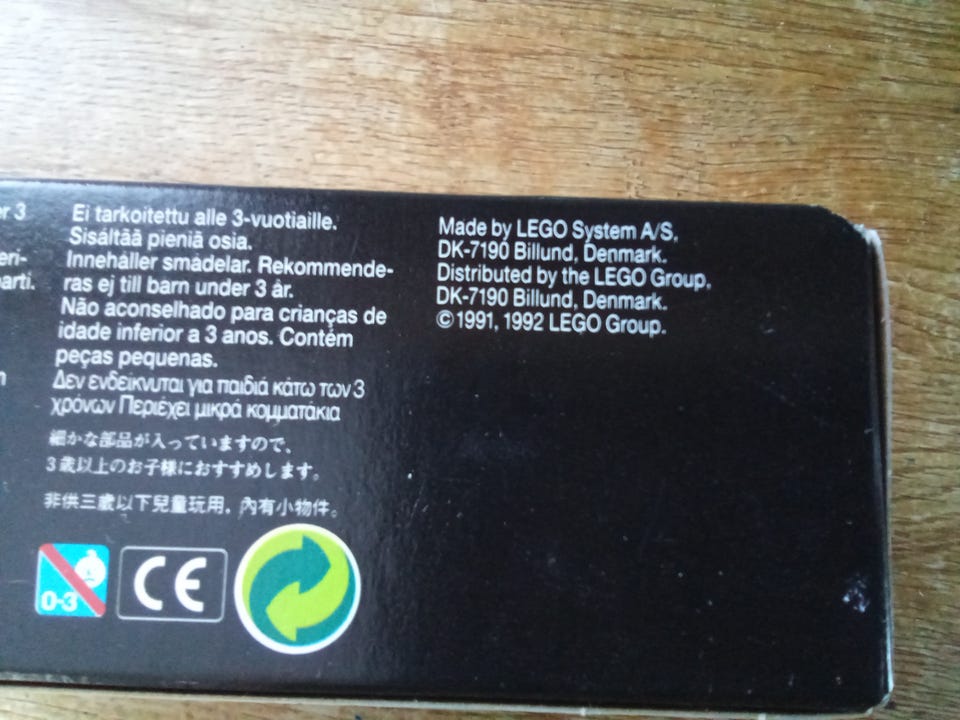 er 3
eri-
parti.
Ei tarkoitettu alle 3-vuotiaille.
Sisältää pieniä osia.
Innehåller smådelar. Rekommende-
ras ej till barn under 3 år.
Não aconselhado para crianças de
idade inferior a 3 anos. Contém
peças pequenas.
Δεν ενδείκνυται για παιδιά κάτω των 3
χρόνων Περιέχει μικρά κομματάκια
細かな部品が入っていますので、
3歳以上のお子様におすすめします。
非供三歲以下兒童玩用，內有小物件。
0-3
CE
Made by LEGO System A/S,
DK-7190 Billund, Denmark.
Distributed by the LEGO Group,
DK-7190 Billund, Denmark.
©1991, 1992 LEGO Group.